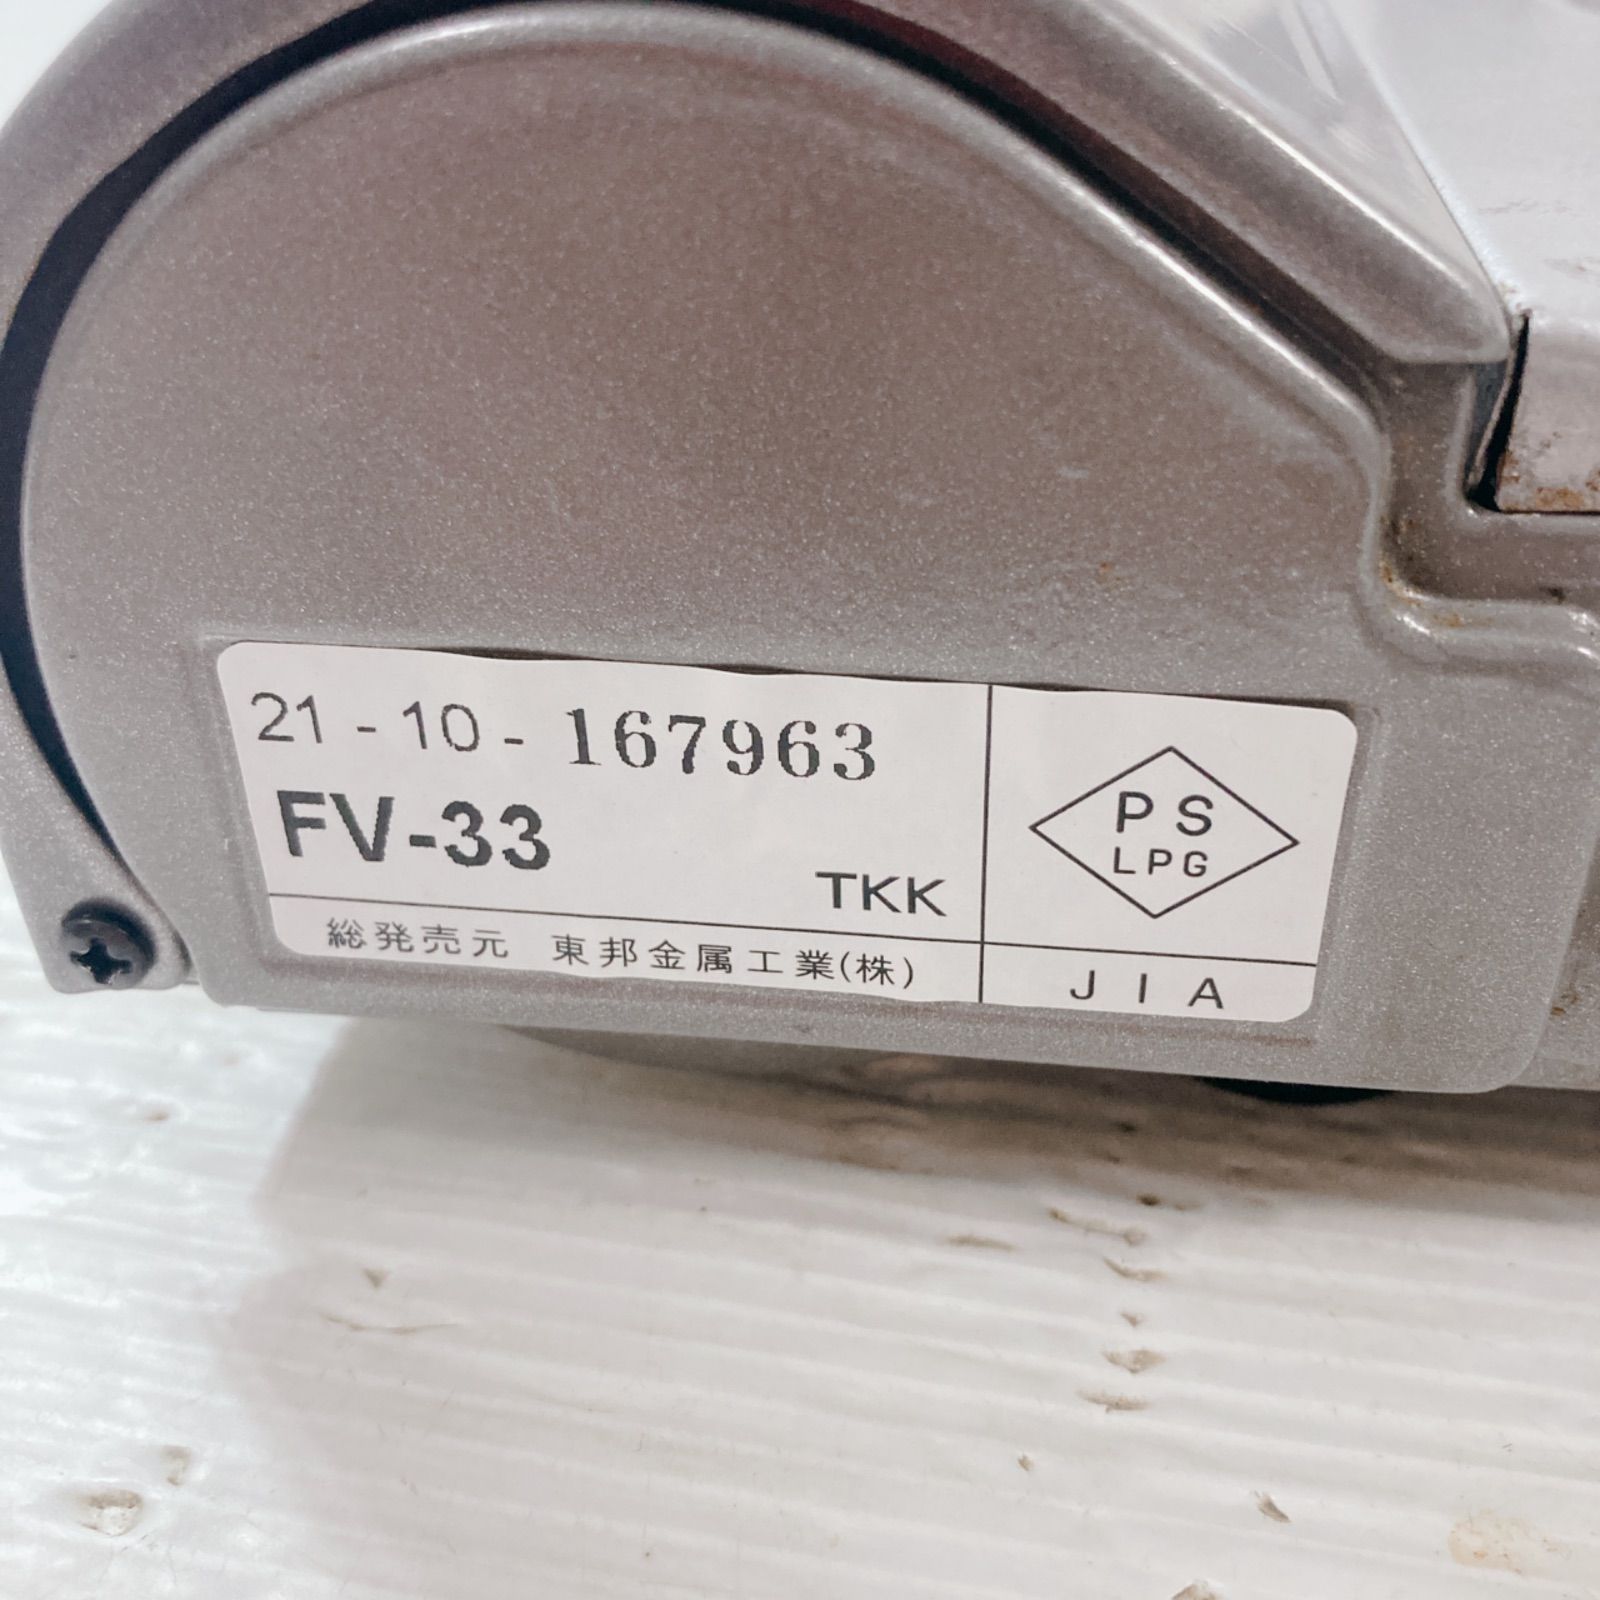 21-10-167963
FV-33
TKK
総発売元 東邦金属工業(株)
PS
LPG
JIA